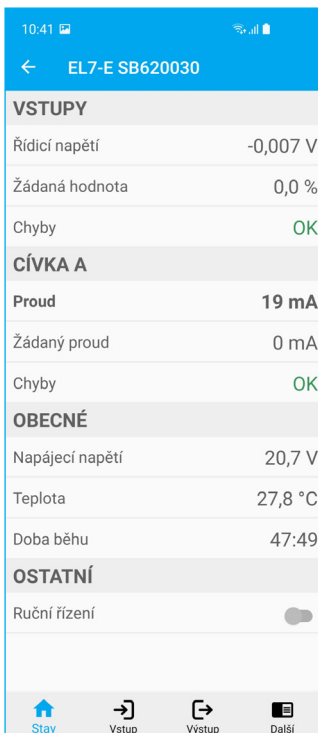 10:41
EL7-E SB620030
VSTUPY
Řídicí napětí -0,007 V
Žádaná hodnota 0,0 %
Chyby OK
CÍVKA A
Proud 19 mA
Žádaný proud 0 mA
Chyby OK
OBECNÉ
Napájecí napětí 20,7 V
Teplota 27,8 °C
Doba běhu 47:49
OSTATNÍ
Ruční řízení
Stav Vstup Výstup Další